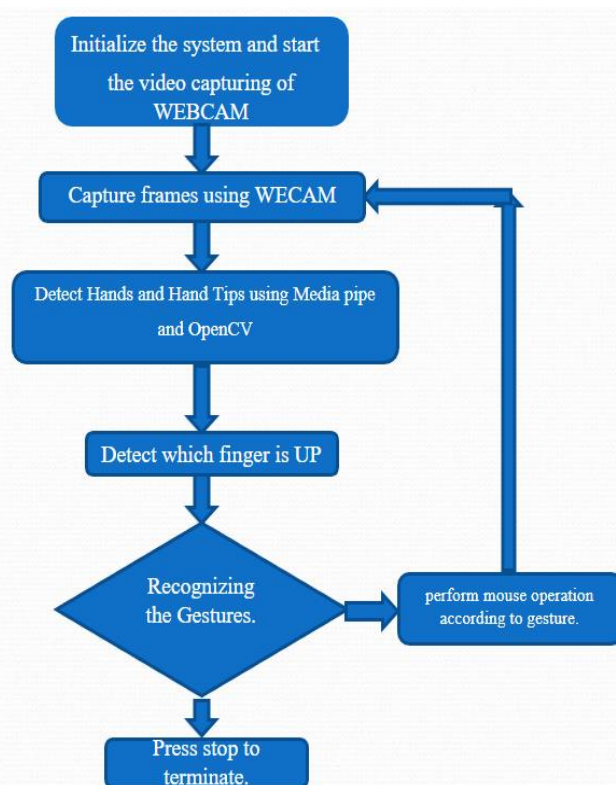 Initialize the system and start
the video capturing of
WEBCAM
Capture frames using WECAM
Detect Hands and Hand Tips using Media pipe
and OpenCV
Detect which finger is UP
Recognizing
the Gestures.
perform mouse operation
according to gesture.
Press stop to
terminate.